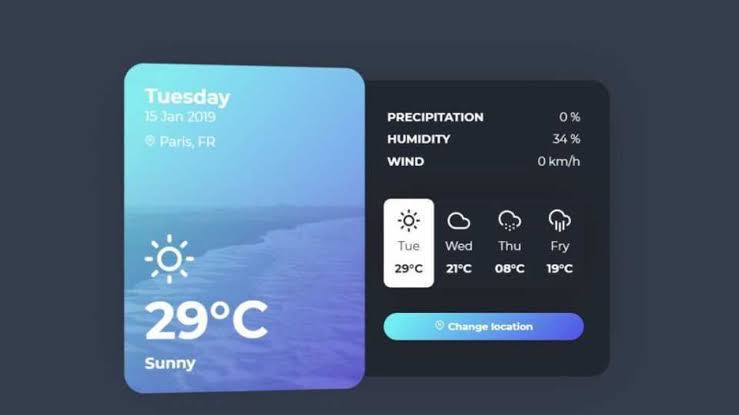 Tuesday
15 Jan 2019
Paris, FR
29°C
Sunny
PRECIPITATION 0 %
HUMIDITY 34 %
WIND 0 km/h
Tue Wed Thu Fry
29°C 21°C 08°C 19°C
Change location